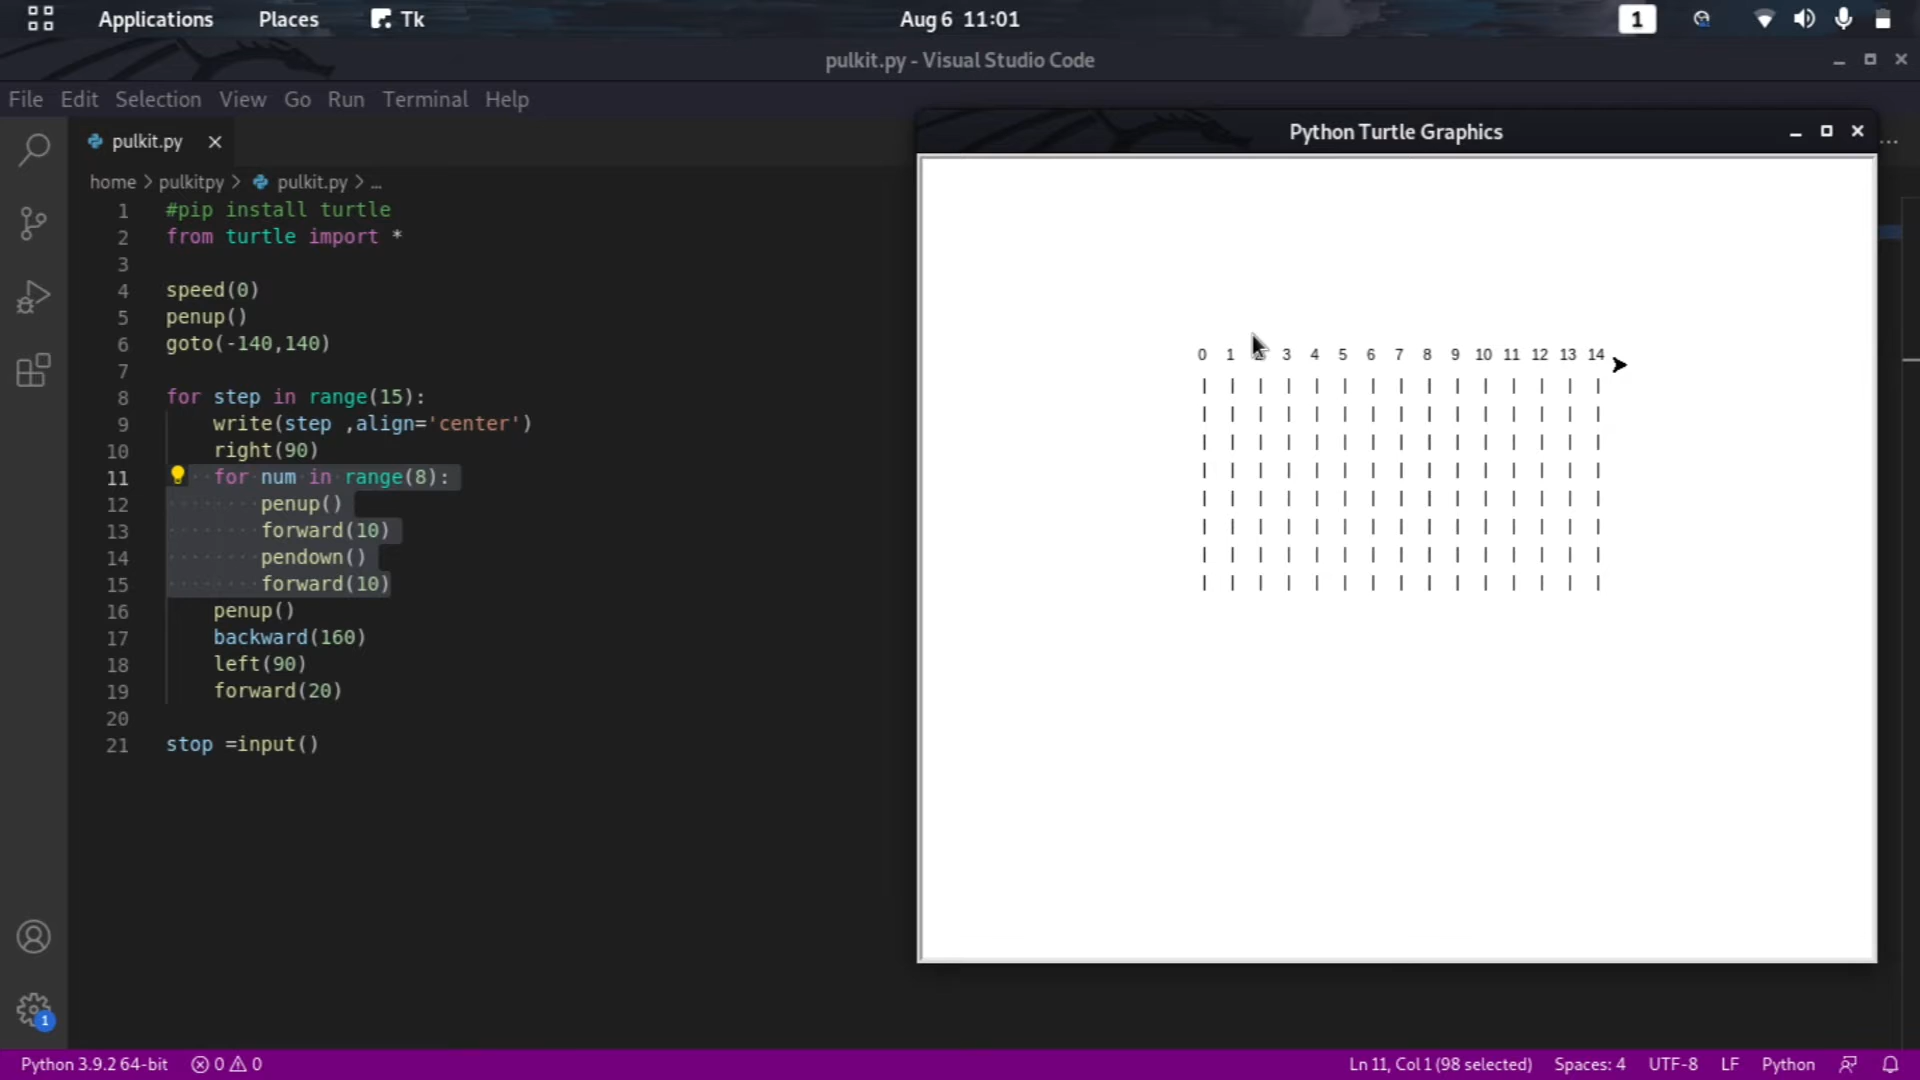 Applications Places Tk Aug 6 11:01 1
pulkit.py - Visual Studio Code
File Edit Selection View Go Run Terminal Help
pulkit.py
home > pulkitpy > pulkit.py > ...
1 #pip install turtle
2 from turtle import *
3
4 speed(0)
5 penup()
6 goto(-140,140)
7
8 for step in range(15):
9 write(step ,align='center')
10 right(90)
11 for num in range(8):
12 penup()
13 forward(10)
14 pendown()
15 forward(10)
16 penup()
17 backward(160)
18 left(90)
19 forward(20)
20
21 stop =input()
Python Turtle Graphics
0 1 2 3 4 5 6 7 8 9 10 11 12 13 14
1
Python 3.9.2 64-bit 0 0 Ln 11, Col 1 (98 selected) Spaces: 4 UTF-8 LF Python